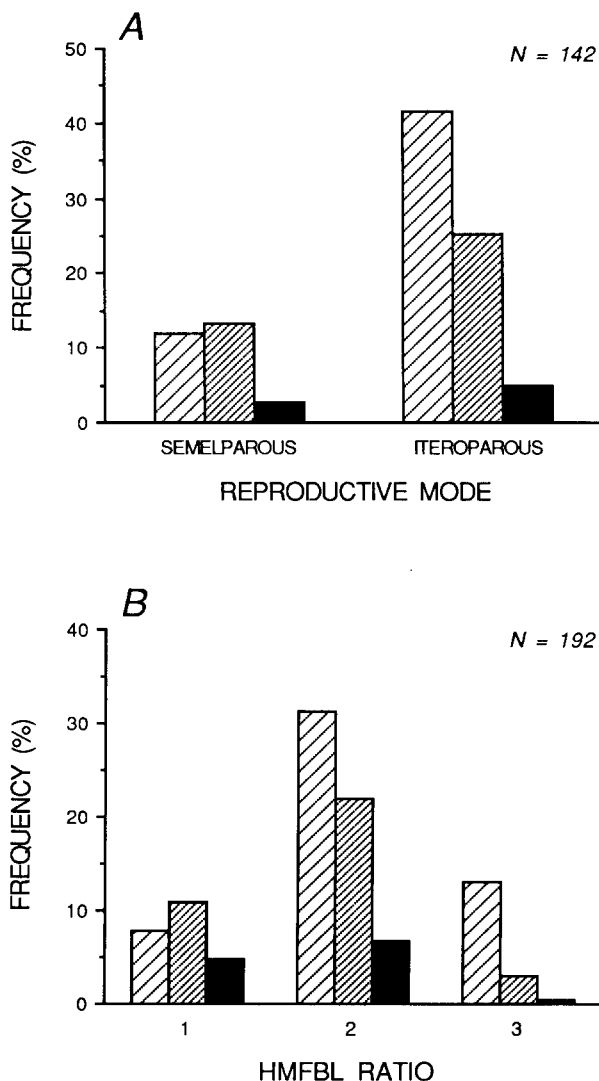 A
N = 142
FREQUENCY (%)
50
40
30
20
10
0
SEMELPAROUS ITEROPAROUS
REPRODUCTIVE MODE
B
N = 192
FREQUENCY (%)
40
30
20
10
0
1 2 3
HMFBL RATIO